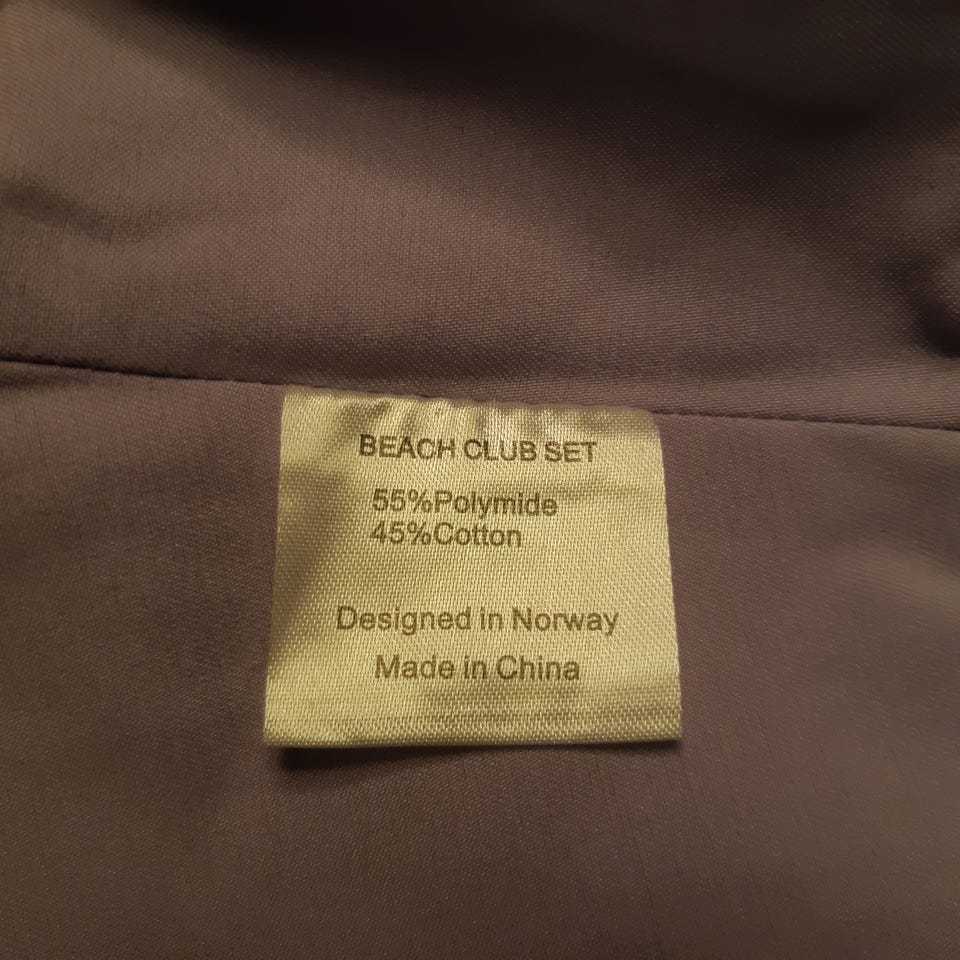 BEACH CLUB SET
55%Polymide
45%Cotton
Designed in Norway
Made in China